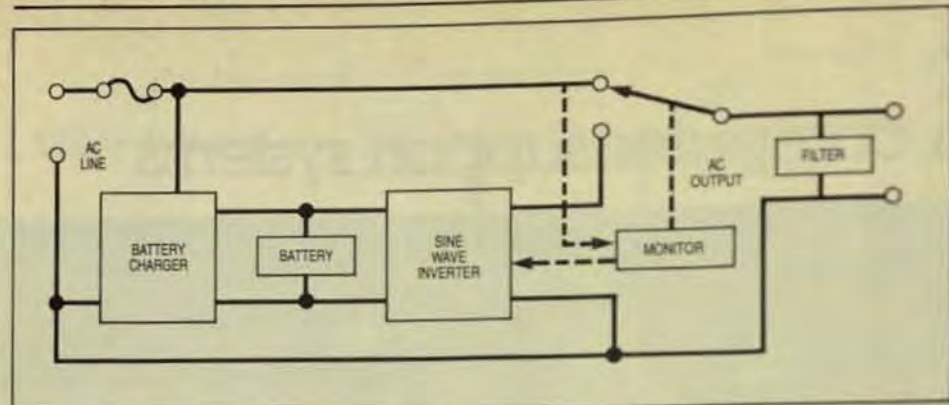 AC
LINE
BATTERY
CHARGER
BATTERY
SINE
WAVE
INVERTER
MONITOR
AC
OUTPUT
FILTER